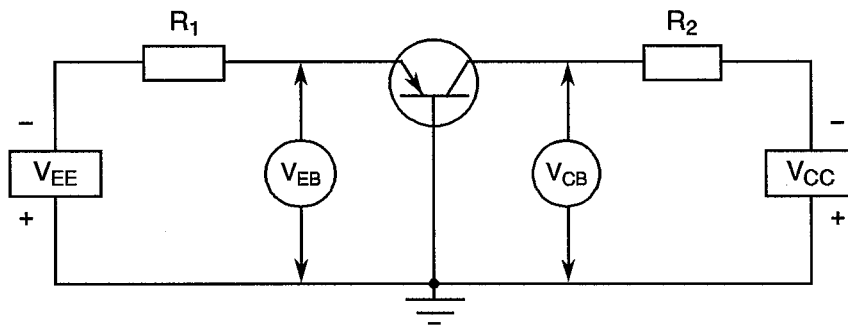 R1 R2
− −
VEE VEB VCB VCC
+ +